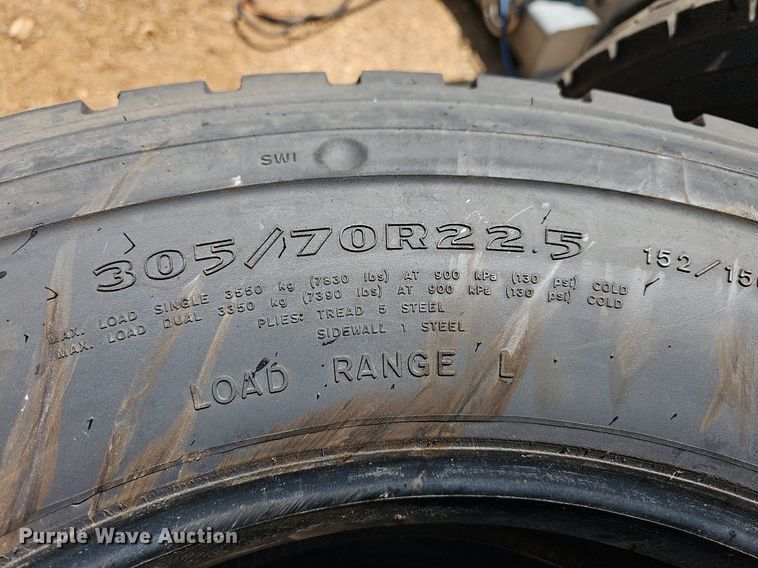 SWI
305/70R22.5 152/150
MAX. LOAD SINGLE 3550 kg (7830 lbs) AT 900 kPa (130 psi) COLD
MAX. LOAD DUAL 3350 kg (7390 lbs) AT 900 kPa (130 psi) COLD
PLIES: TREAD 5 STEEL
SIDEWALL 1 STEEL
LOAD RANGE L
Purple Wave Auction